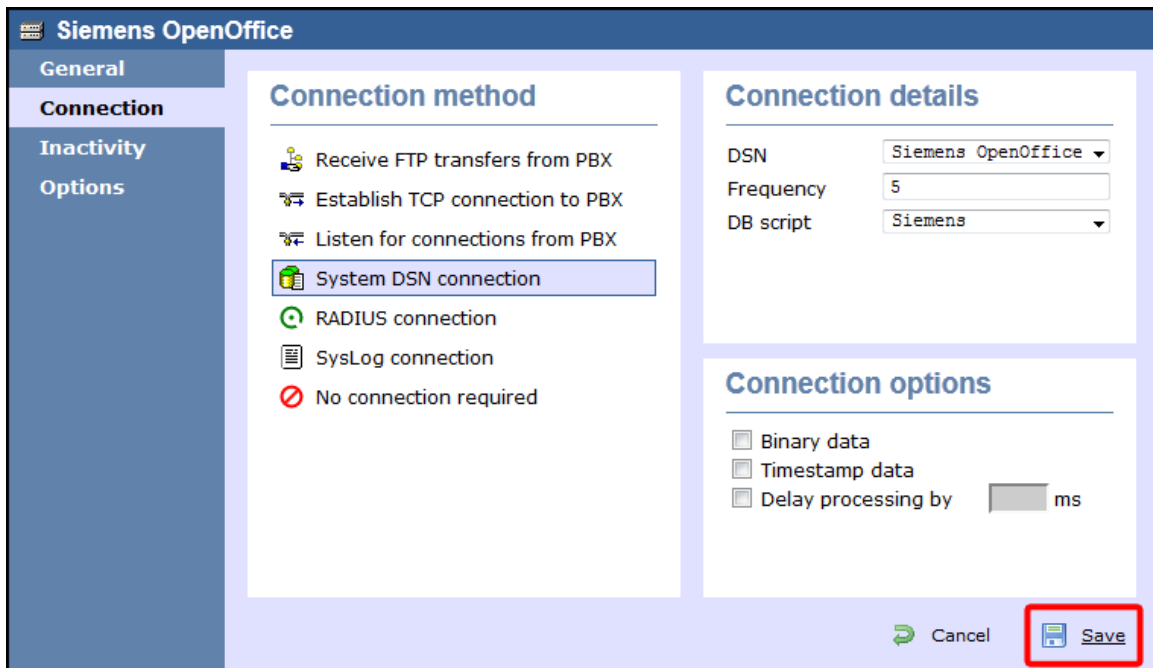 Siemens OpenOffice
General
Connection
Inactivity
Options
Connection method
Receive FTP transfers from PBX
Establish TCP connection to PBX
Listen for connections from PBX
System DSN connection
RADIUS connection
SysLog connection
No connection required
Connection details
DSN Siemens OpenOffice
Frequency 5
DB script Siemens
Connection options
Binary data
Timestamp data
Delay processing by ms
Cancel Save